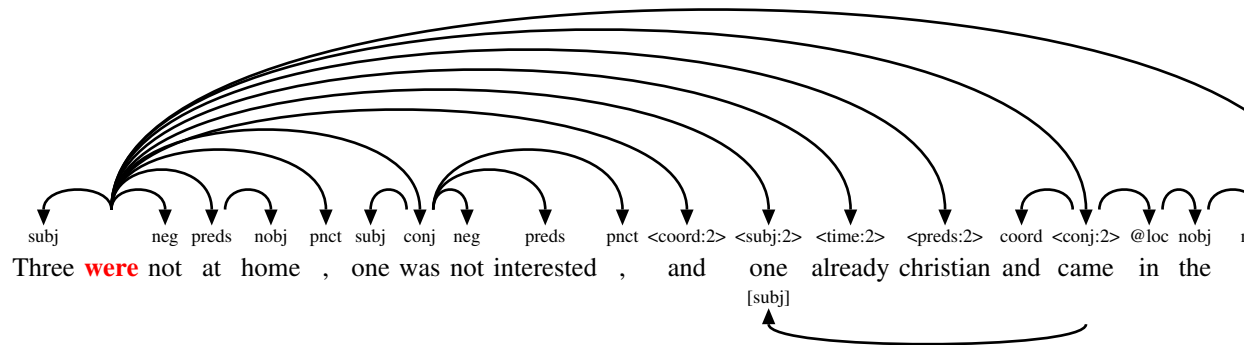 subj neg preds nobj pnct subj conj neg preds pnct <coord:2> <subj:2> <time:2> <preds:2> coord <conj:2> @loc nobj
Three were not at home , one was not interested , and one already christian and came in the
[subj]